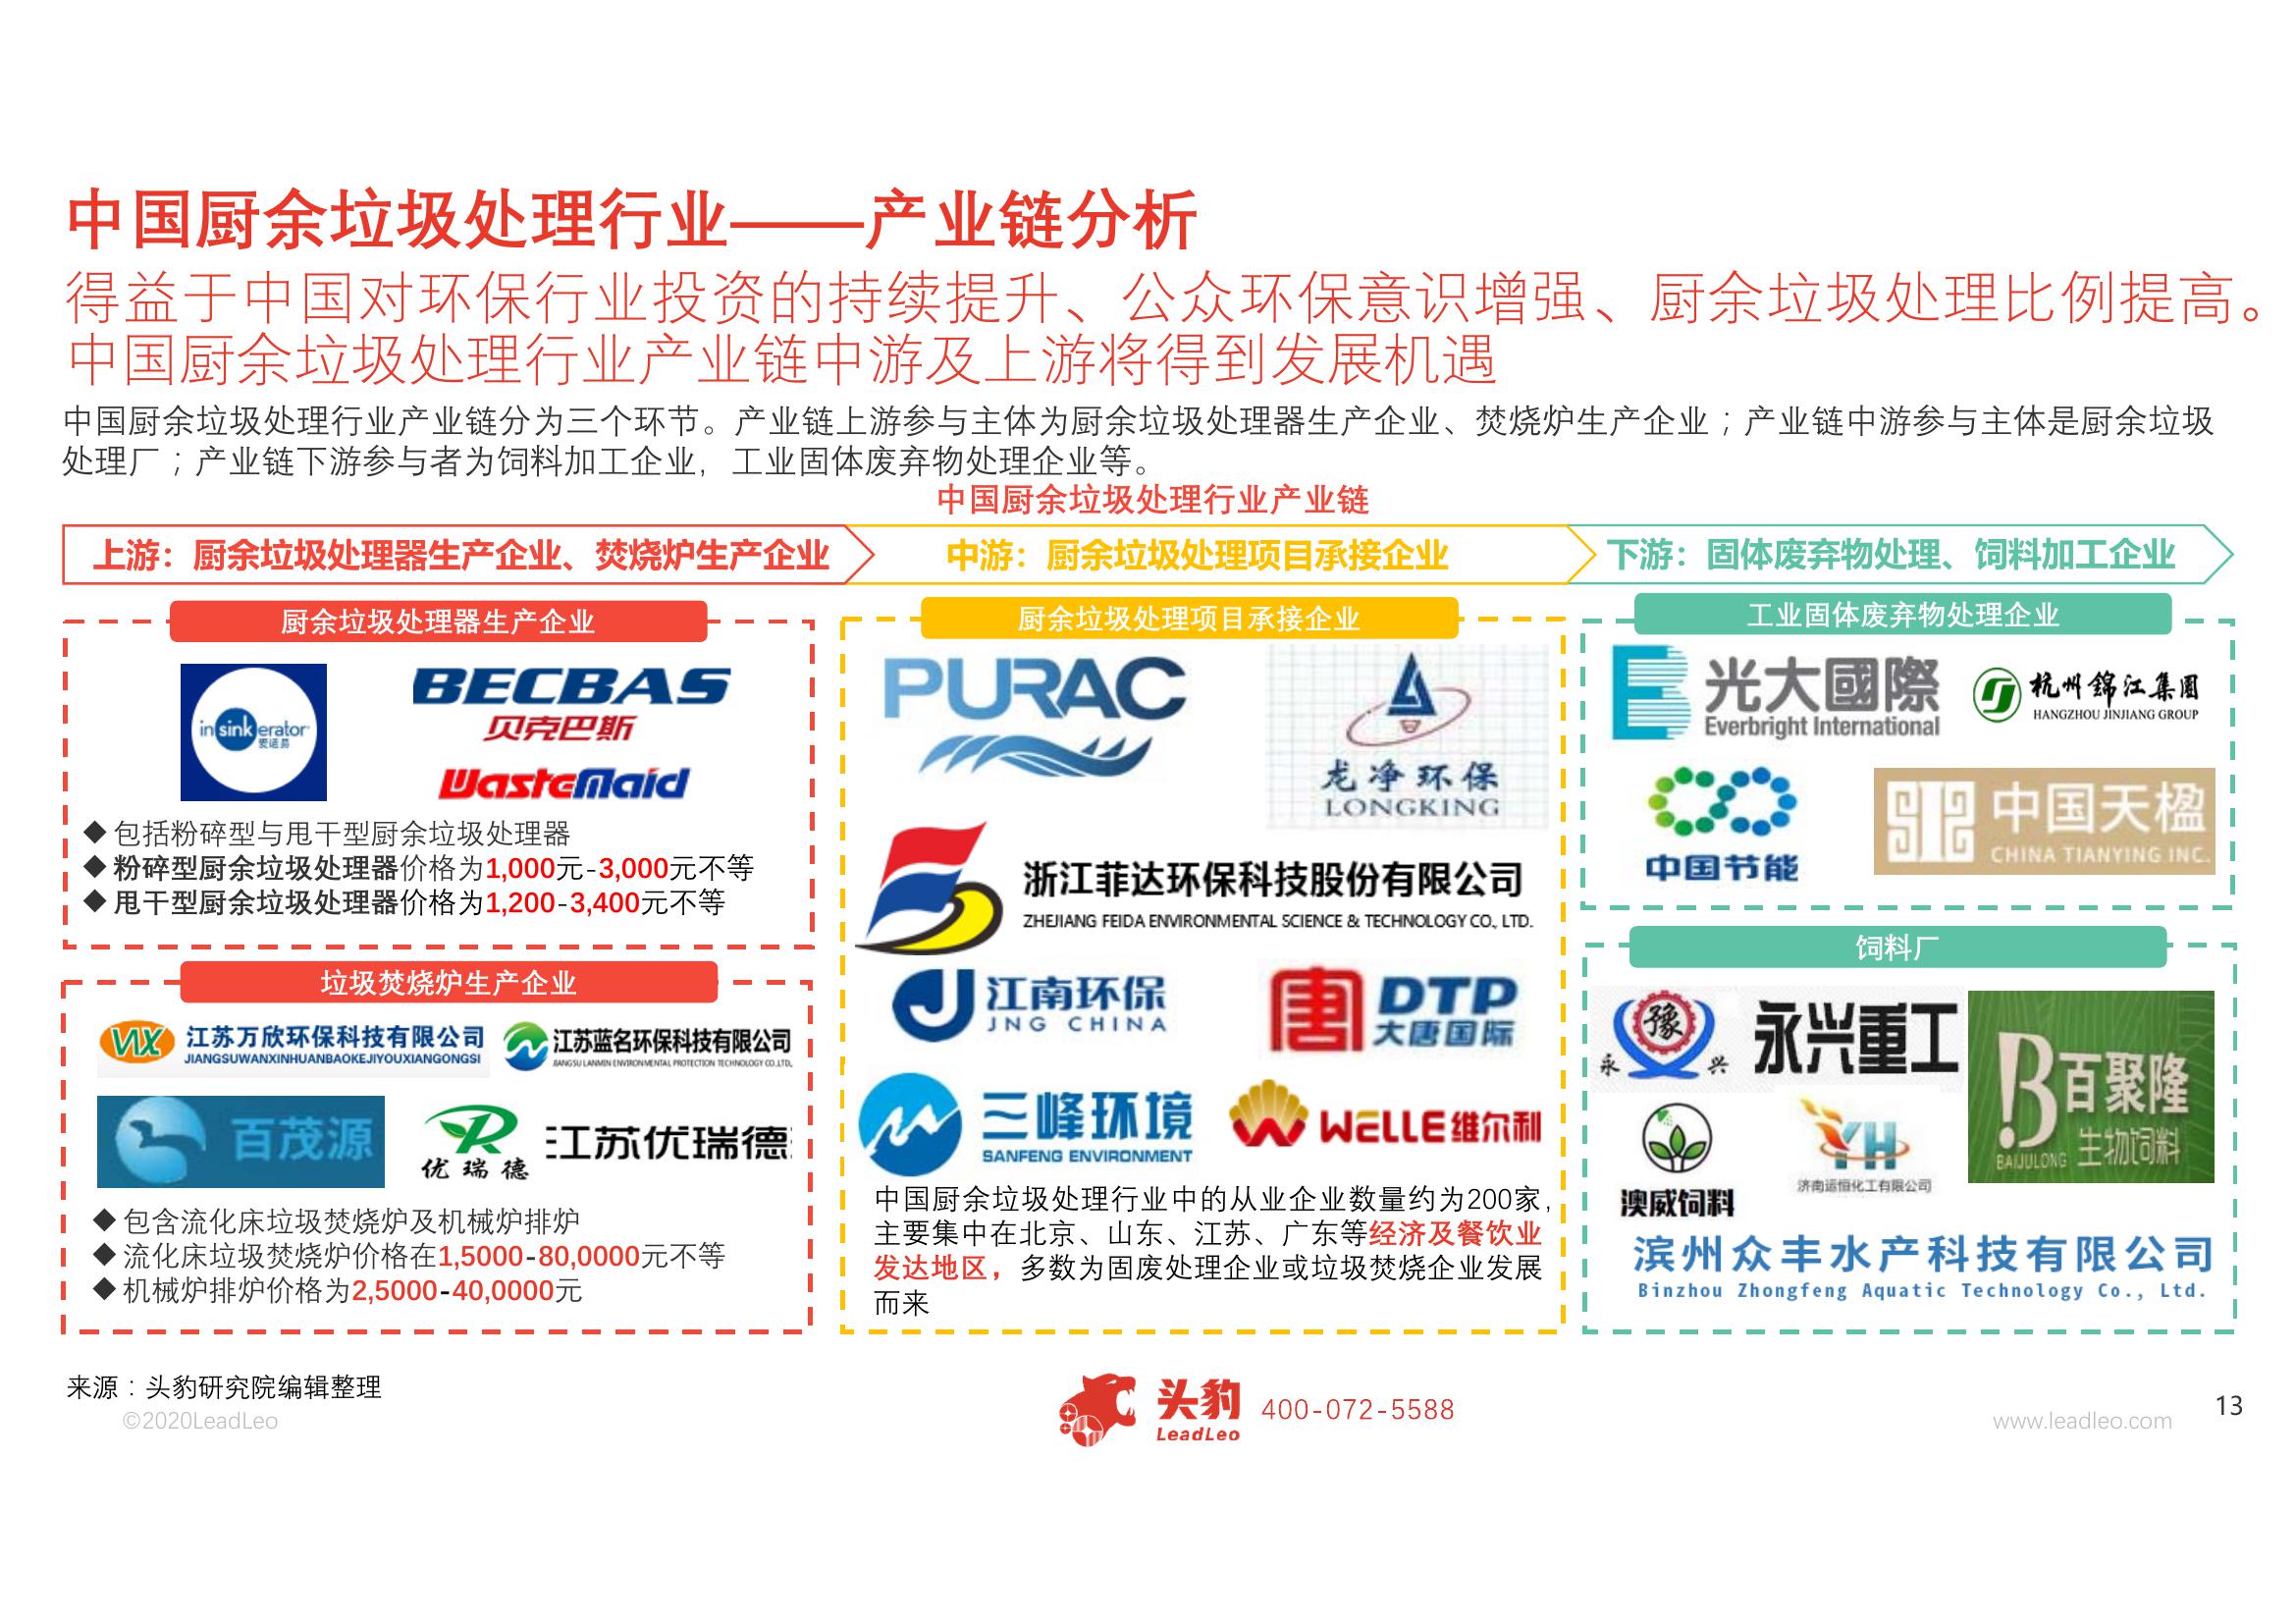 中国厨余垃圾处理行业——产业链分析
得益于中国对环保行业投资的持续提升、公众环保意识增强、厨余垃圾处理比例提高。
中国厨余垃圾处理行业产业链中游及上游将得到发展机遇
中国厨余垃圾处理行业产业链分为三个环节。产业链上游参与主体为厨余垃圾处理器生产企业、焚烧炉生产企业；产业链中游参与主体是厨余垃圾
处理厂；产业链下游参与者为饲料加工企业，工业固体废弃物处理企业等。
中国厨余垃圾处理行业产业链
上游：厨余垃圾处理器生产企业、焚烧炉生产企业
中游：厨余垃圾处理项目承接企业
下游：固体废弃物处理、饲料加工企业
厨余垃圾处理器生产企业
insinkerator
爱适易
BECBAS
贝克巴斯
WasteMaid
◆ 包括粉碎型与甩干型厨余垃圾处理器
◆ 粉碎型厨余垃圾处理器价格为1,000元-3,000元不等
◆ 甩干型厨余垃圾处理器价格为1,200-3,400元不等
垃圾焚烧炉生产企业
WX
江苏万欣环保科技有限公司
JIANGSUWANXINHUANBAOKEJIYOUXIANGONGSI
江苏蓝名环保科技有限公司
JIANGSU LANMIN ENVIRONMENTAL PROTECTION TECHNOLOGY CO.,LTD.
百茂源
优瑞德
江苏优瑞德
◆ 包含流化床垃圾焚烧炉及机械炉排炉
◆ 流化床垃圾焚烧炉价格在1,5000-80,0000元不等
◆ 机械炉排炉价格为2,5000-40,0000元
厨余垃圾处理项目承接企业
PURAC
龙净环保
LONGKING
浙江菲达环保科技股份有限公司
ZHEJIANG FEIDA ENVIRONMENTAL SCIENCE & TECHNOLOGY CO., LTD.
江南环保
JNG CHINA
唐
DTP
大唐国际
三峰环境
SANFENG ENVIRONMENT
WELLE维尔利
中国厨余垃圾处理行业中的从业企业数量约为200家，
主要集中在北京、山东、江苏、广东等经济及餐饮业
发达地区，多数为固废处理企业或垃圾焚烧企业发展
而来
工业固体废弃物处理企业
光大國際
Everbright International
杭州錦江集團
HANGZHOU JINJIANG GROUP
中国节能
中国天楹
CHINA TIANYING INC.
饲料厂
豫
永兴
永兴重工
百聚隆
BAIJULONG 生物饲料
澳威饲料
YH
济南运恒化工有限公司
滨州众丰水产科技有限公司
Binzhou Zhongfeng Aquatic Technology Co., Ltd.
来源：头豹研究院编辑整理
©2020LeadLeo
头豹
LeadLeo
400-072-5588
www.leadleo.com
13